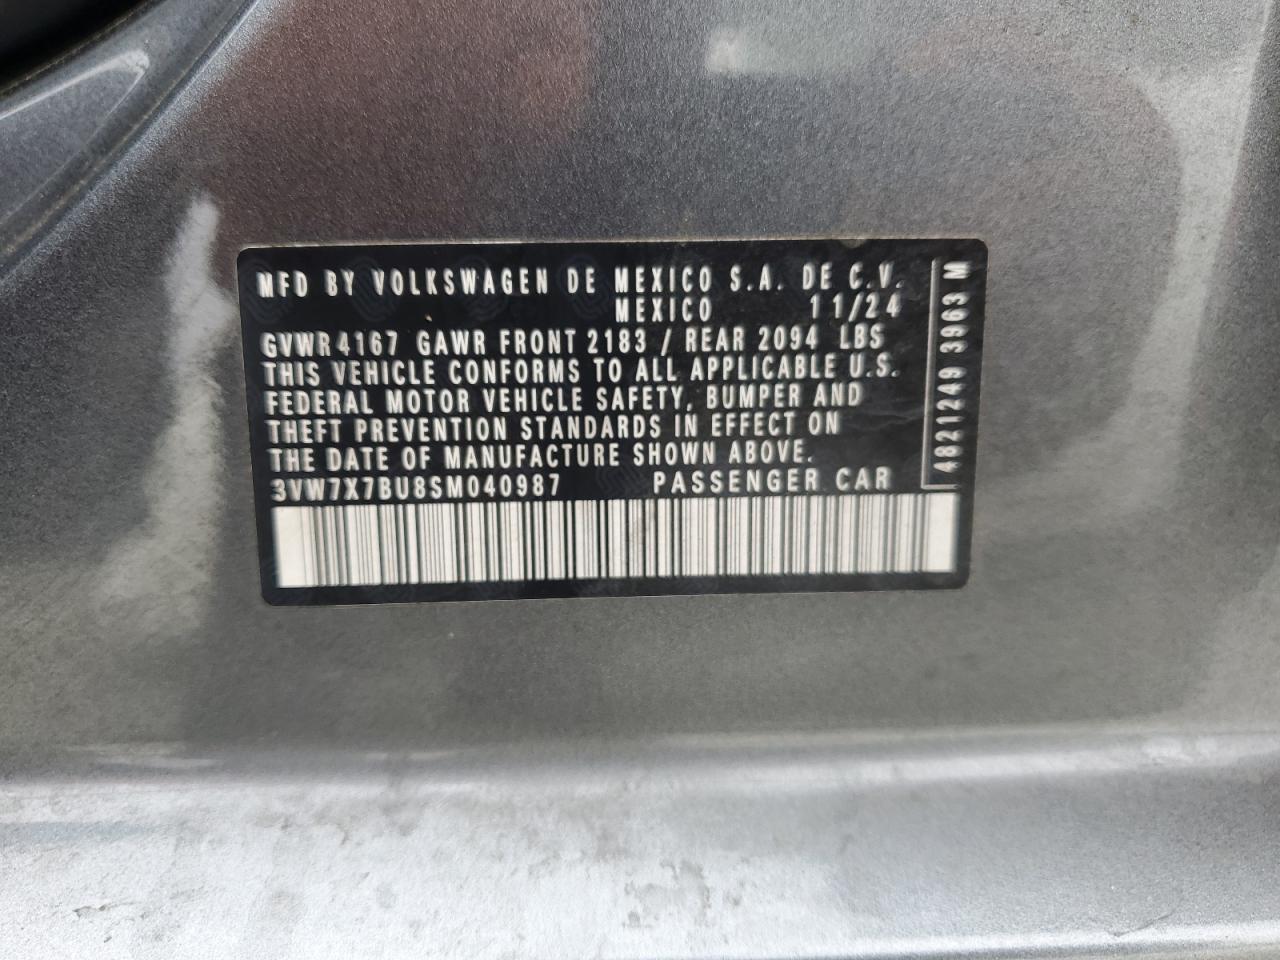 MFD BY VOLKSWAGEN DE MEXICO S.A. DE C.V.
MEXICO 11/24
GVWR 4167 GAWR FRONT 2183 / REAR 2094 LBS
THIS VEHICLE CONFORMS TO ALL APPLICABLE U.S.
FEDERAL MOTOR VEHICLE SAFETY, BUMPER AND
THEFT PREVENTION STANDARDS IN EFFECT ON
THE DATE OF MANUFACTURE SHOWN ABOVE.
3VW7X7BU8SM040987 PASSENGER CAR
4821249 3963 M